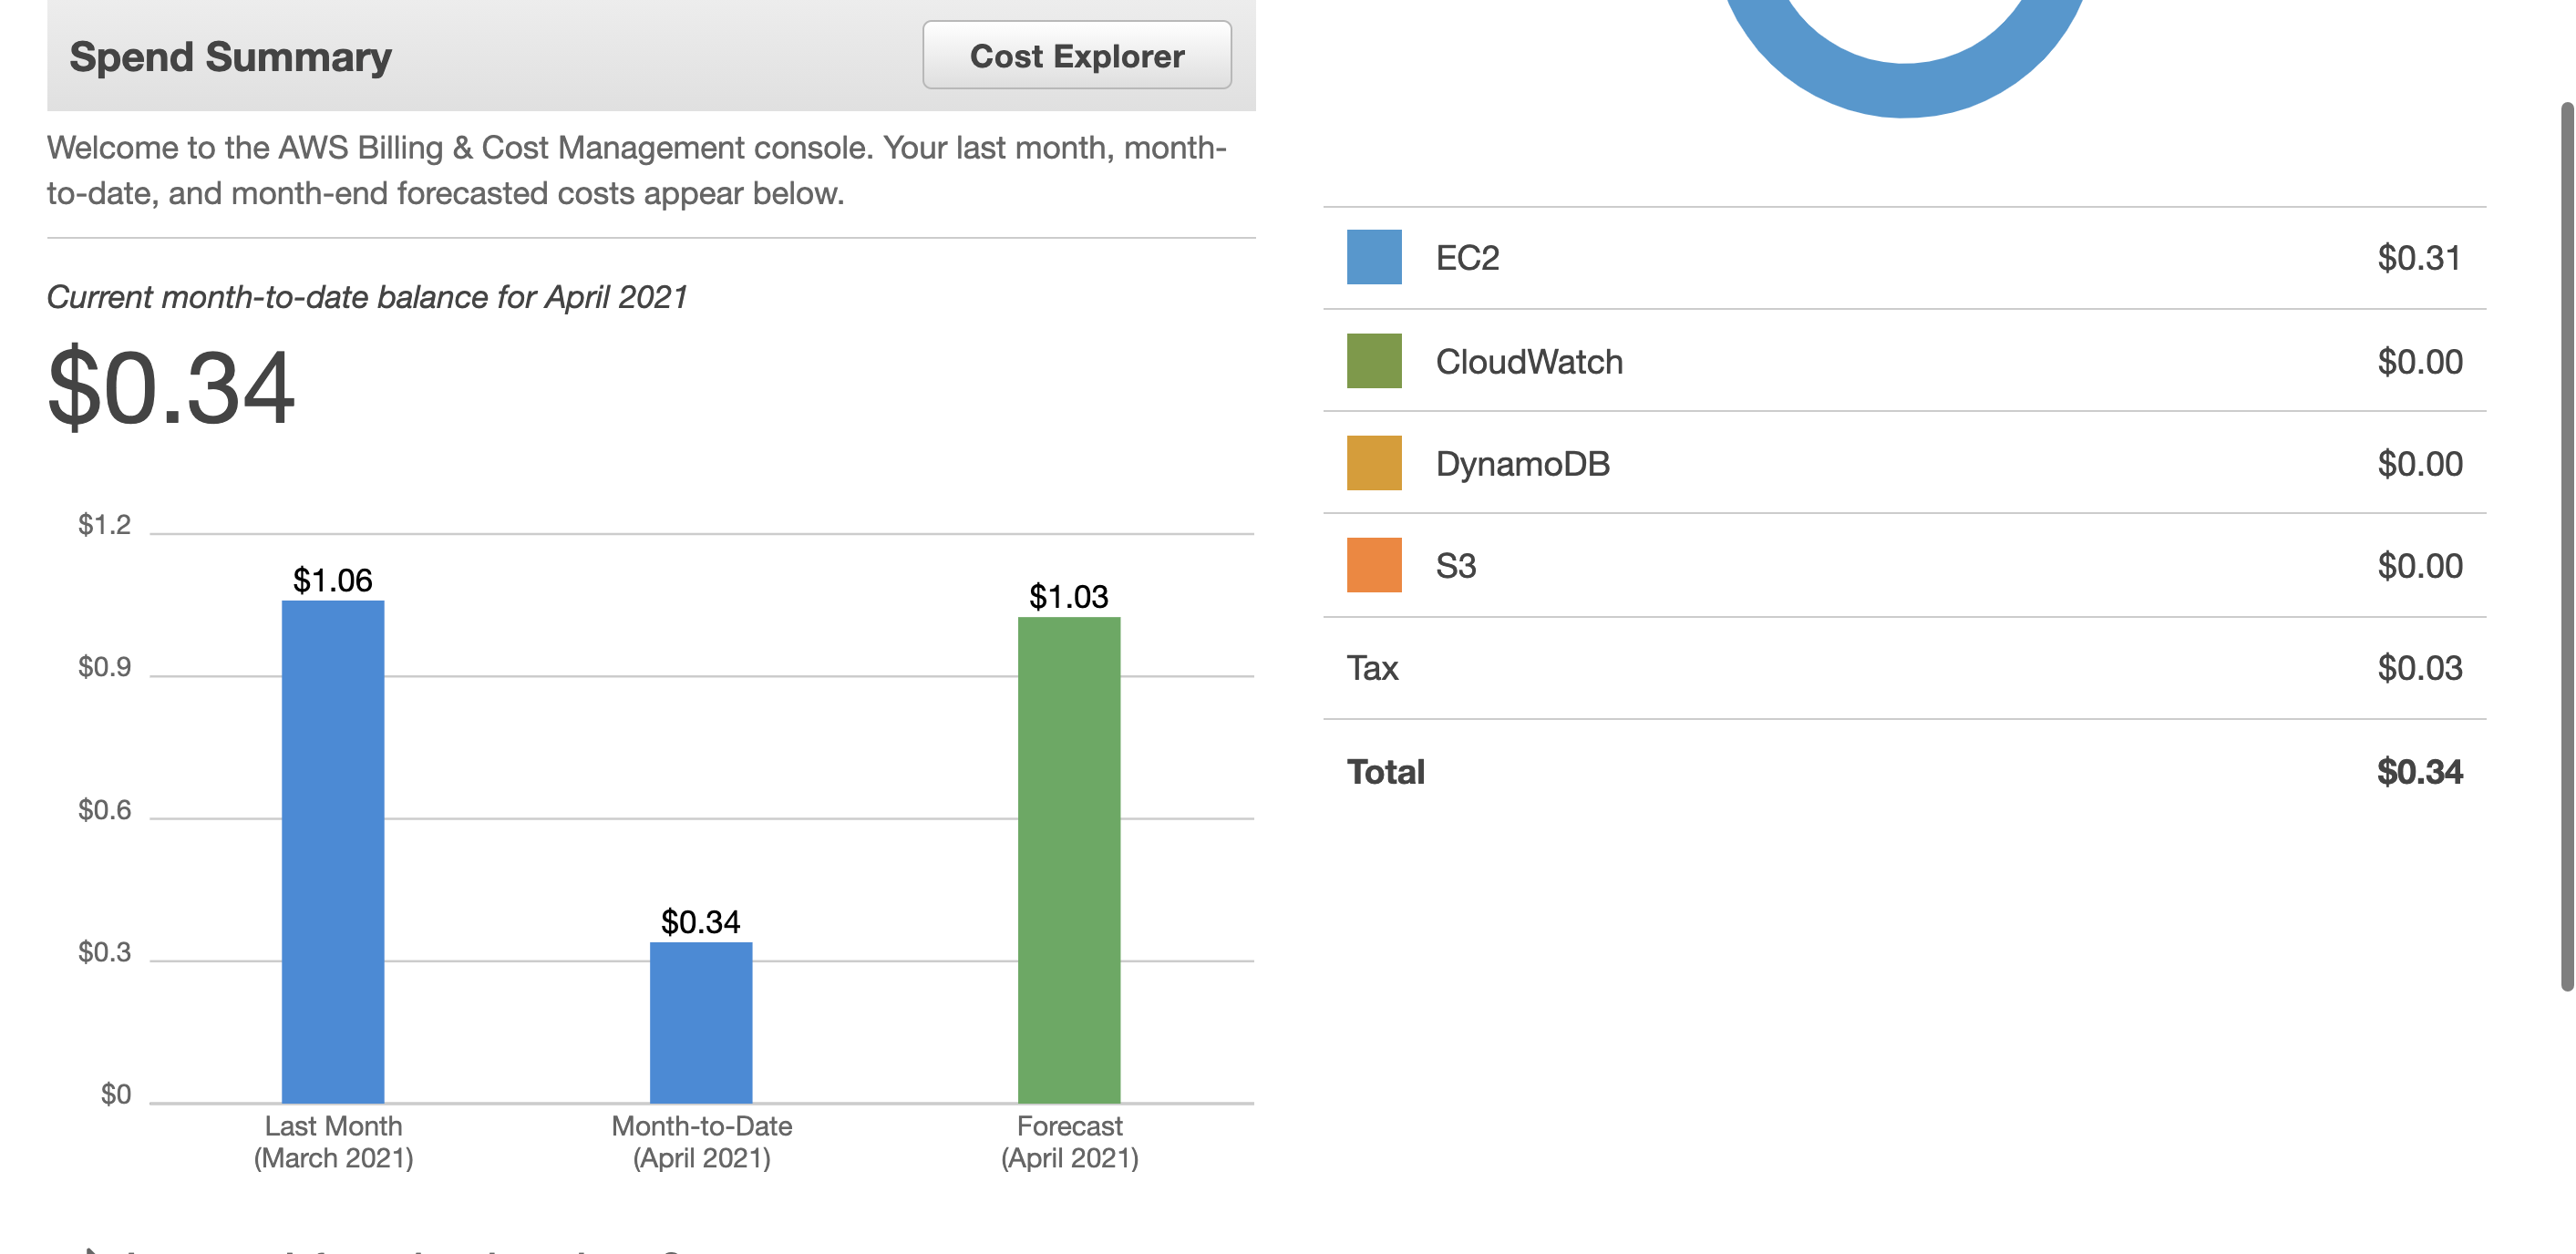 Spend Summary
Cost Explorer
Welcome to the AWS Billing & Cost Management console. Your last month, month-
to-date, and month-end forecasted costs appear below.
Current month-to-date balance for April 2021
$0.34
$1.2
$0.9
$0.6
$0.3
$0
$1.06
$0.34
$1.03
Last Month
(March 2021)
Month-to-Date
(April 2021)
Forecast
(April 2021)
EC2 $0.31
CloudWatch $0.00
DynamoDB $0.00
S3 $0.00
Tax $0.03
Total $0.34